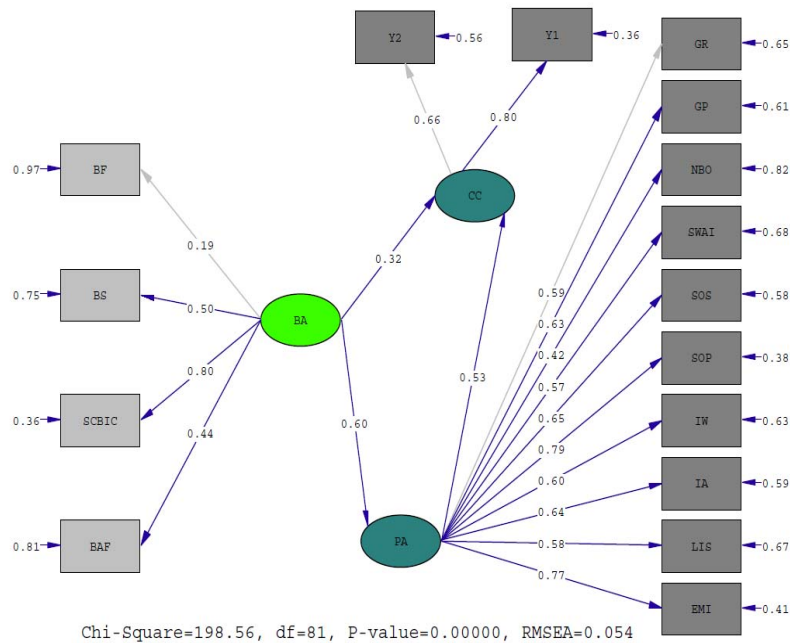 Y2
0.56
Y1
0.36
GR
0.65
0.66
0.80
GP
0.61
0.97
BF
NBO
0.82
CC
0.19
SWAI
0.68
0.32
0.75
BS
0.50
BA
0.59
SOS
0.58
0.63
0.42
0.80
0.53
0.57
SOP
0.38
0.65
0.36
SCBIC
0.44
0.60
0.79
IW
0.63
0.60
0.64
IA
0.59
0.81
BAF
PA
0.58
LIS
0.67
0.77
EMI
0.41
Chi-Square=198.56, df=81, P-value=0.00000, RMSEA=0.054